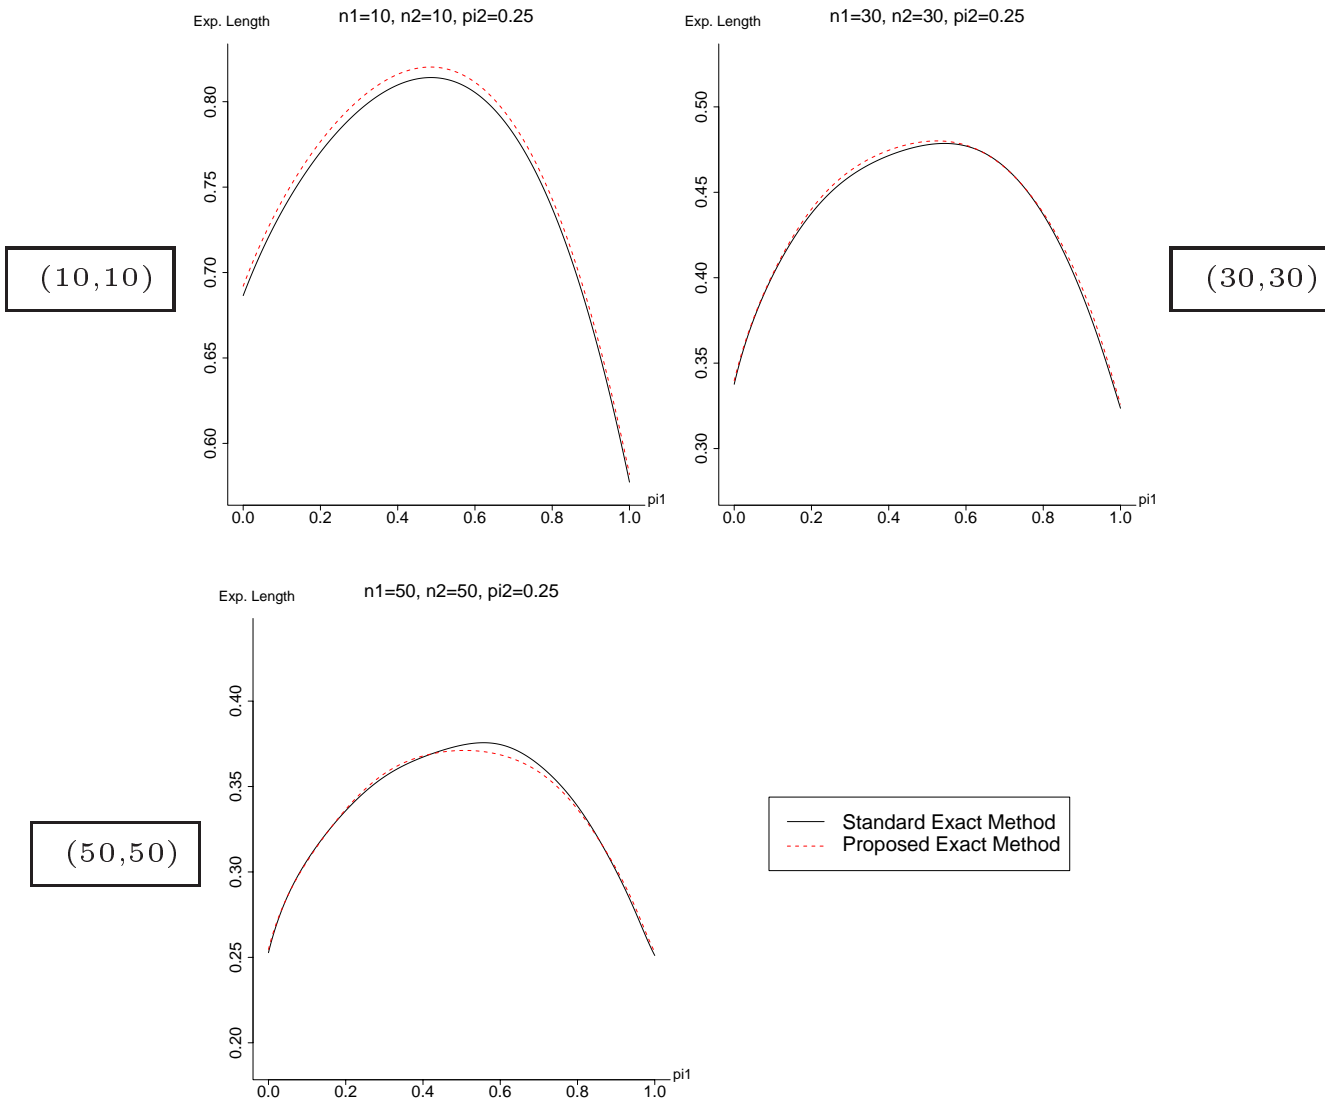 Exp. Length
n1=10, n2=10, pi2=0.25
0.80
0.75
0.70
0.65
0.60
0.0 0.2 0.4 0.6 0.8 1.0
pi1
(10,10)
Exp. Length
n1=30, n2=30, pi2=0.25
0.50
0.45
0.40
0.35
0.30
0.0 0.2 0.4 0.6 0.8 1.0
pi1
(30,30)
Exp. Length
n1=50, n2=50, pi2=0.25
0.40
0.35
0.30
0.25
0.20
0.0 0.2 0.4 0.6 0.8 1.0
pi1
(50,50)
Standard Exact Method
Proposed Exact Method